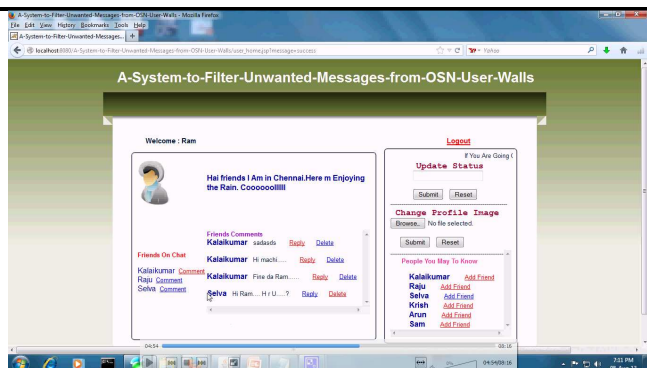 A-System-to-Filter-Unwanted-Messages-from-OSN-User-Walls - Mozilla Firefox
File Edit View History Bookmarks Tools Help
A-System-to-Filter-Unwanted-Messages... +
localhost:8080/A-System-to-Filter-Unwanted-Messages-from-OSN-User-Walls/user_home.jsp?message=success
Yahoo
A-System-to-Filter-Unwanted-Messages-from-OSN-User-Walls
Welcome : Ram
Logout
If You Are Going
Hai friends I Am in Chennai.Here m Enjoying
the Rain. Coooooolllll
Update Status
Submit Reset
Change Profile Image
Browse... No file selected.
Submit Reset
Friends Comments
Kalaikumar sadasds Reply Delete
Kalaikumar Hi machi..... Reply Delete
Kalaikumar Fine da Ram...... Reply Delete
Selva Hi Ram.... H r U.....? Reply Delete
Friends On Chat
Kalaikumar Comment
Raju Comment
Selva Comment
People You May To Know
Kalaikumar Add Friend
Raju Add Friend
Selva Add Friend
Krish Add Friend
Arun Add Friend
Sam Add Friend
04:54
08:16
04:54/08:16
7:11 PM